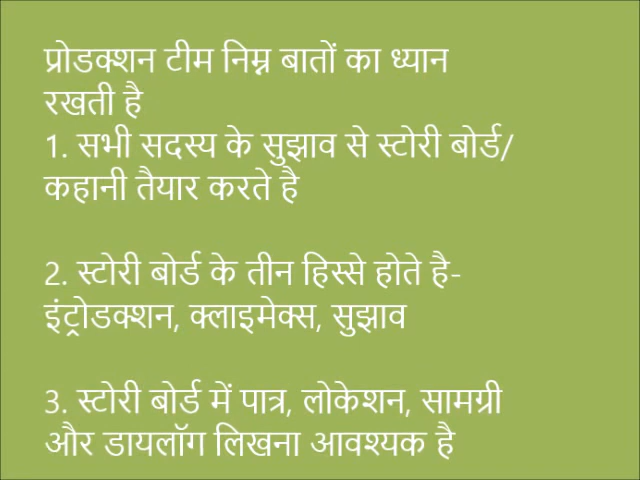 प्रोडक्शन टीम निम्न बातों का ध्यान
रखती है
1. सभी सदस्य के सुझाव से स्टोरी बोर्ड/
कहानी तैयार करते है
2. स्टोरी बोर्ड के तीन हिस्से होते है-
इंट्रोडक्शन, क्लाइमेक्स, सुझाव
3. स्टोरी बोर्ड में पात्र, लोकेशन, सामग्री
और डायलॉग लिखना आवश्यक है